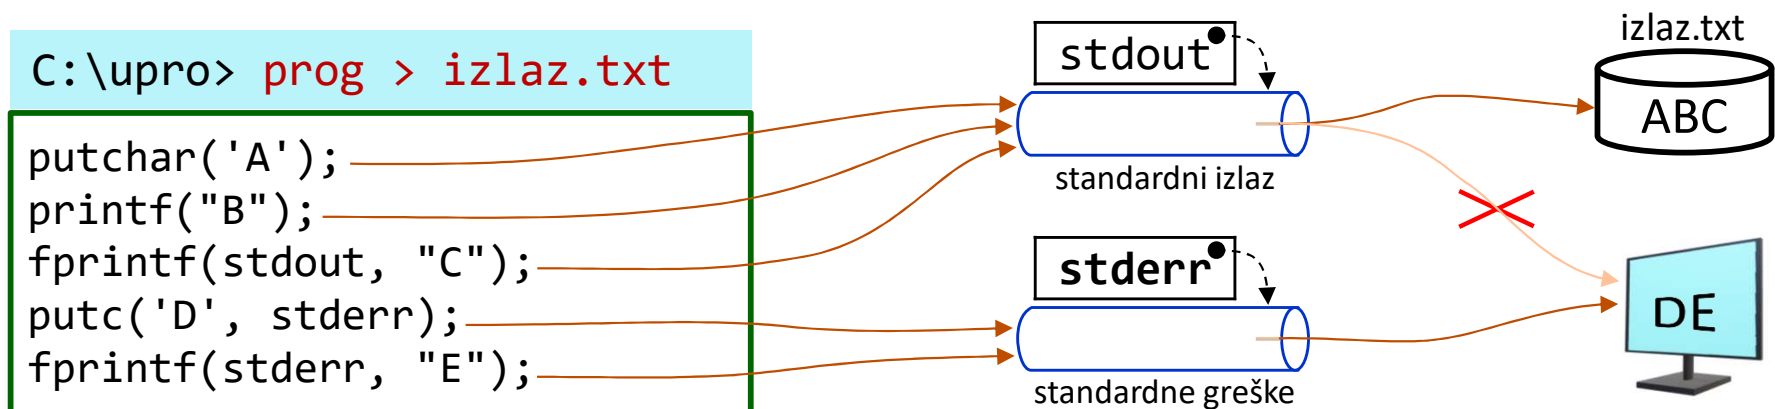 C:\upro> prog > izlaz.txt
putchar('A');
printf("B");
fprintf(stdout, "C");
putc('D', stderr);
fprintf(stderr, "E");
stdout
standardni izlaz
stderr
standardne greške
izlaz.txt
ABC
DE